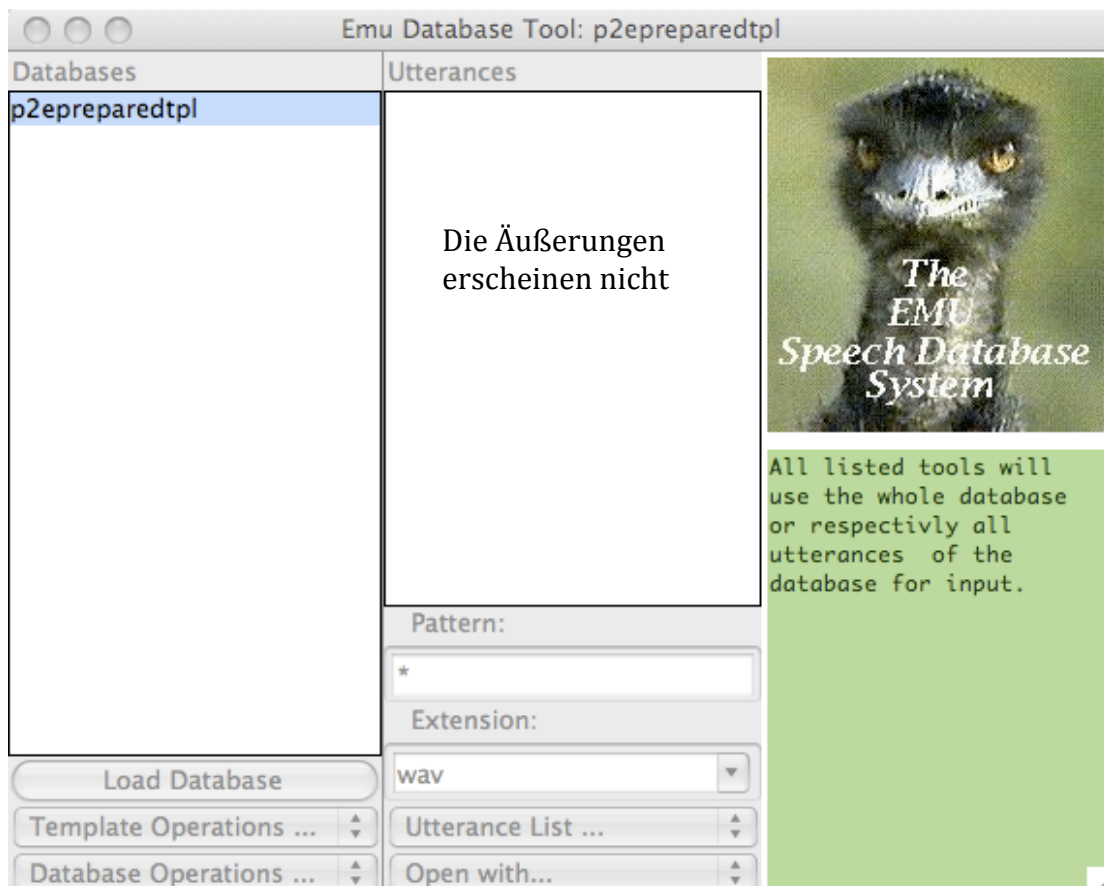 Emu Database Tool: p2epreparedtpl
Databases
p2epreparedtpl
Load Database
Template Operations ...
Database Operations ...
Utterances
Die Äußerungen
erscheinen nicht
Pattern:
*
Extension:
wav
Utterance List ...
Open with...
The
EMU
Speech Database
System
All listed tools will
use the whole database
or respectivly all
utterances of the
database for input.